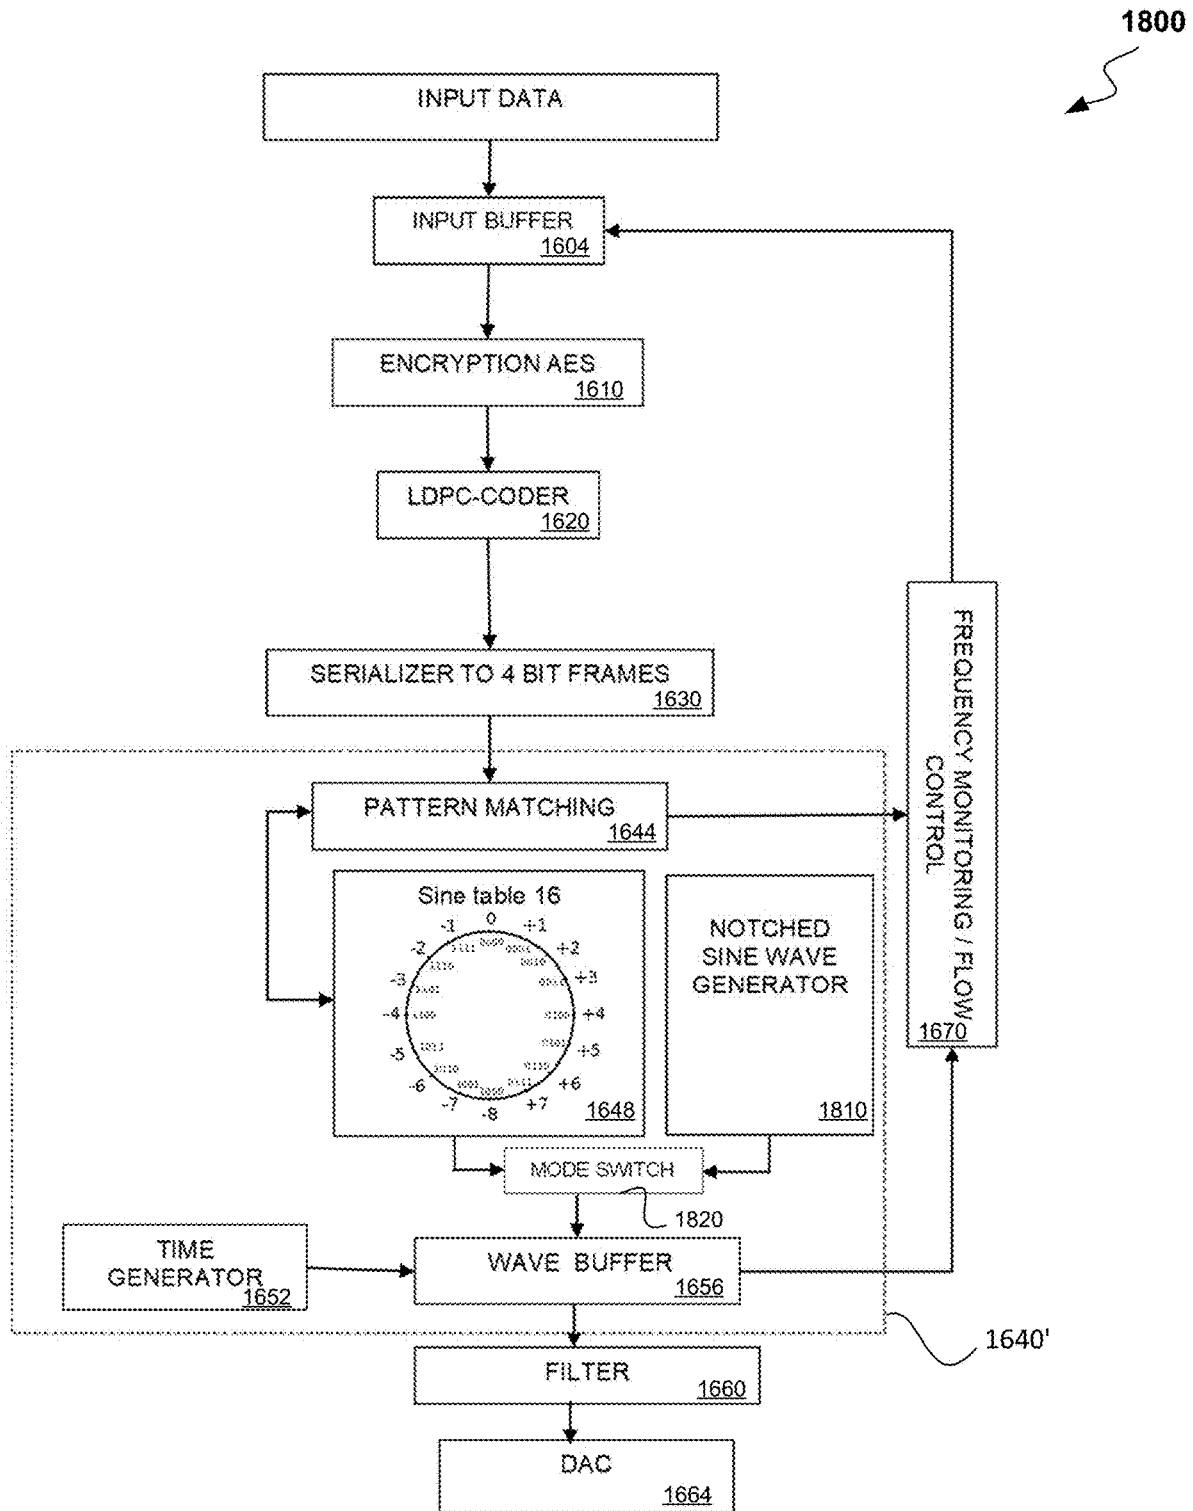 1800
INPUT DATA
INPUT BUFFER
1604
ENCRYPTION AES
1610
LDPC-CODER
1620
SERIALIZER TO 4 BIT FRAMES
1630
PATTERN MATCHING
1644
FREQUENCY MONITORING / FLOW
CONTROL
1670
Sine table 16
0
+1
+2
+3
+4
+5
+6
+7
-8
-7
-6
-5
-4
-3
-2
-1
1648
NOTCHED
SINE WAVE
GENERATOR
1810
MODE SWITCH
1820
TIME
GENERATOR
1652
WAVE BUFFER
1656
1640'
FILTER
1660
DAC
1664